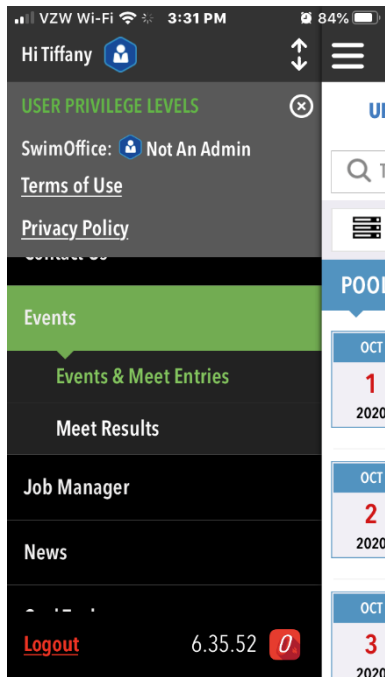 VZW Wi-Fi 3:31 PM 84%
Hi Tiffany
USER PRIVILEGE LEVELS
SwimOffice: Not An Admin
Terms of Use
Privacy Policy
Contact Us
Events
Events & Meet Entries
Meet Results
Job Manager
News
Logout 6.35.52
OCT
1
2020
OCT
2
2020
OCT
3
2020